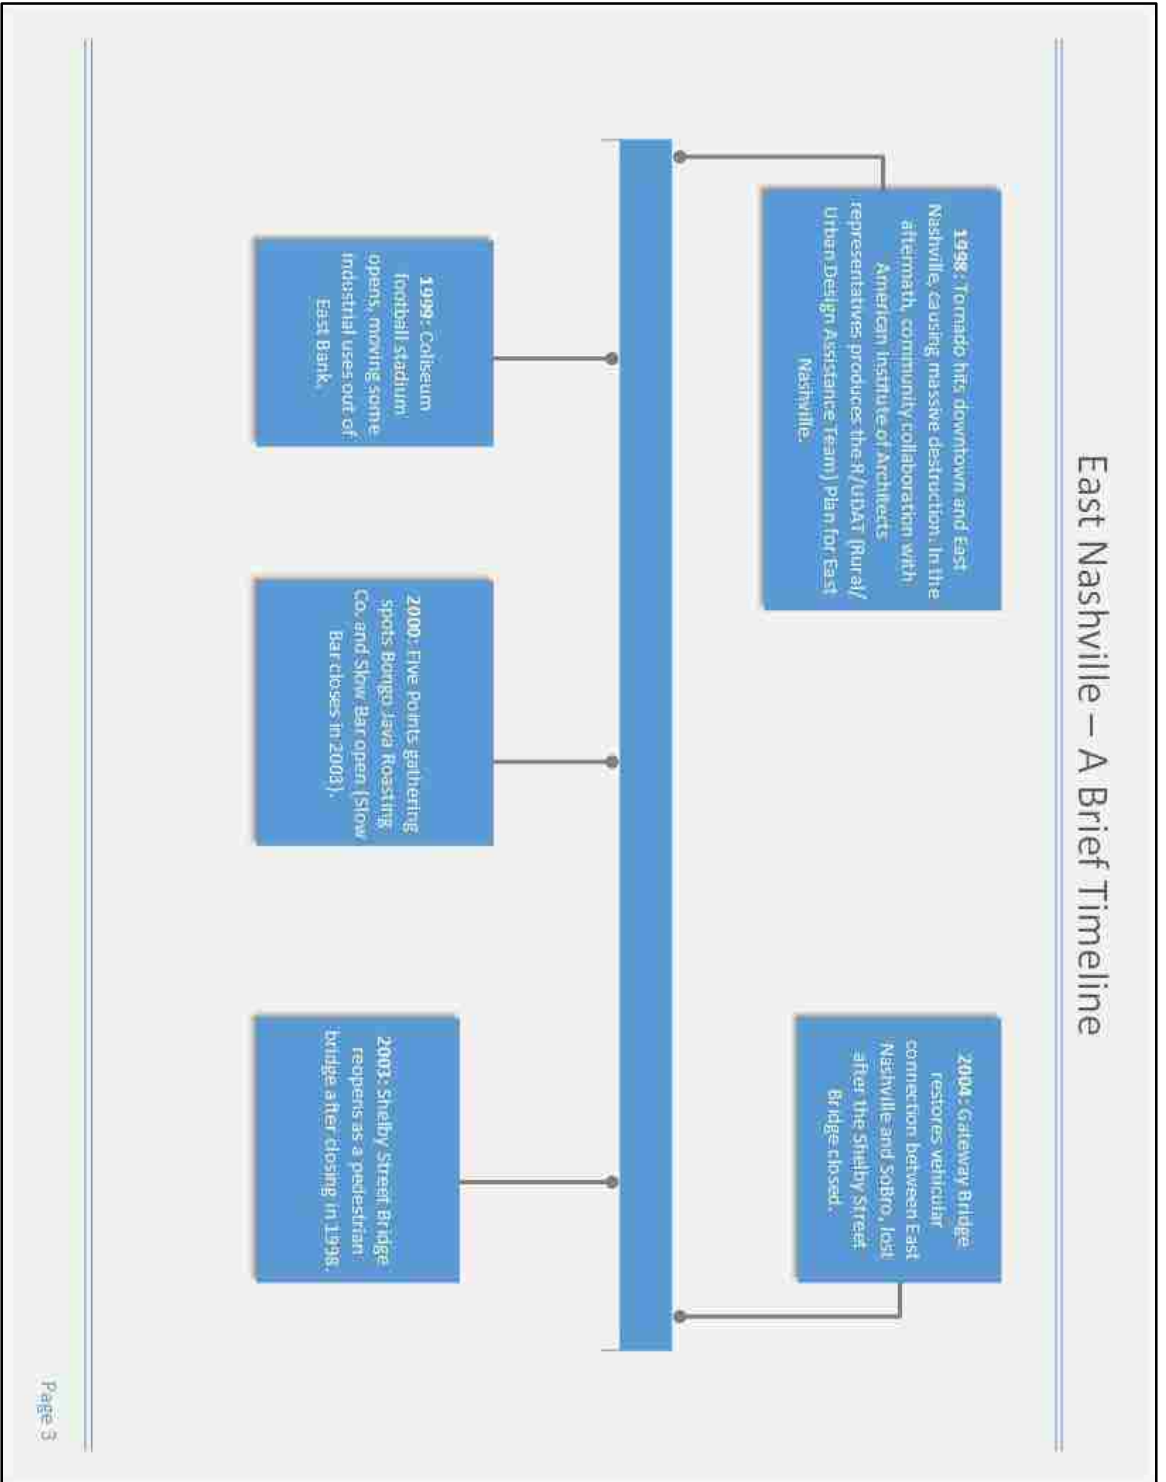 East Nashville – A Brief Timeline
1998: Tornado hits downtown and East
Nashville, causing massive destruction. In the
aftermath, community collaboration with
American Institute of Architects
representatives produces the R/UDAT (Rural/
Urban Design Assistance Team) Plan for East
Nashville.
2004: Gateway Bridge
restores vehicular
connection between East
Nashville and SoBro, lost
after the Shelby Street
Bridge closed.
1999: Coliseum
football stadium
opens, moving some
industrial uses out of
East Bank.
2000: Five Points gathering
spots Bongo Java Roasting
Co. and Slow Bar open (Slow
Bar closes in 2003).
2003: Shelby Street Bridge
reopens as a pedestrian
bridge after closing in 1998.
Page 3